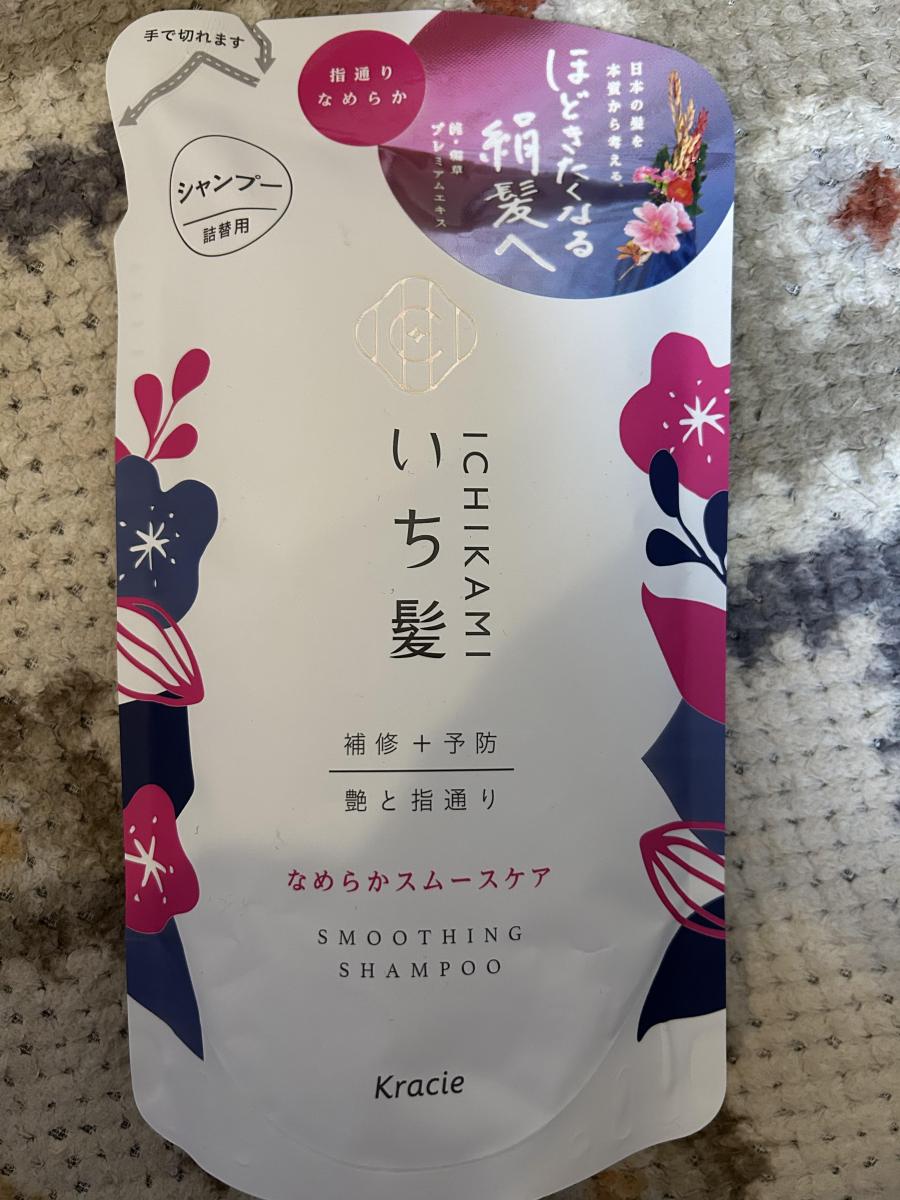 手で切れます
シャンプー
詰替用
指通り
なめらか
日本の髪を
本質から考える。
ほどきたくなる
絹髪へ
純・和草
プレミアムエキス
いち髪
ICHIKAMI
補修＋予防
艶と指通り
なめらかスムースケア
SMOOTHING
SHAMPOO
Kracie